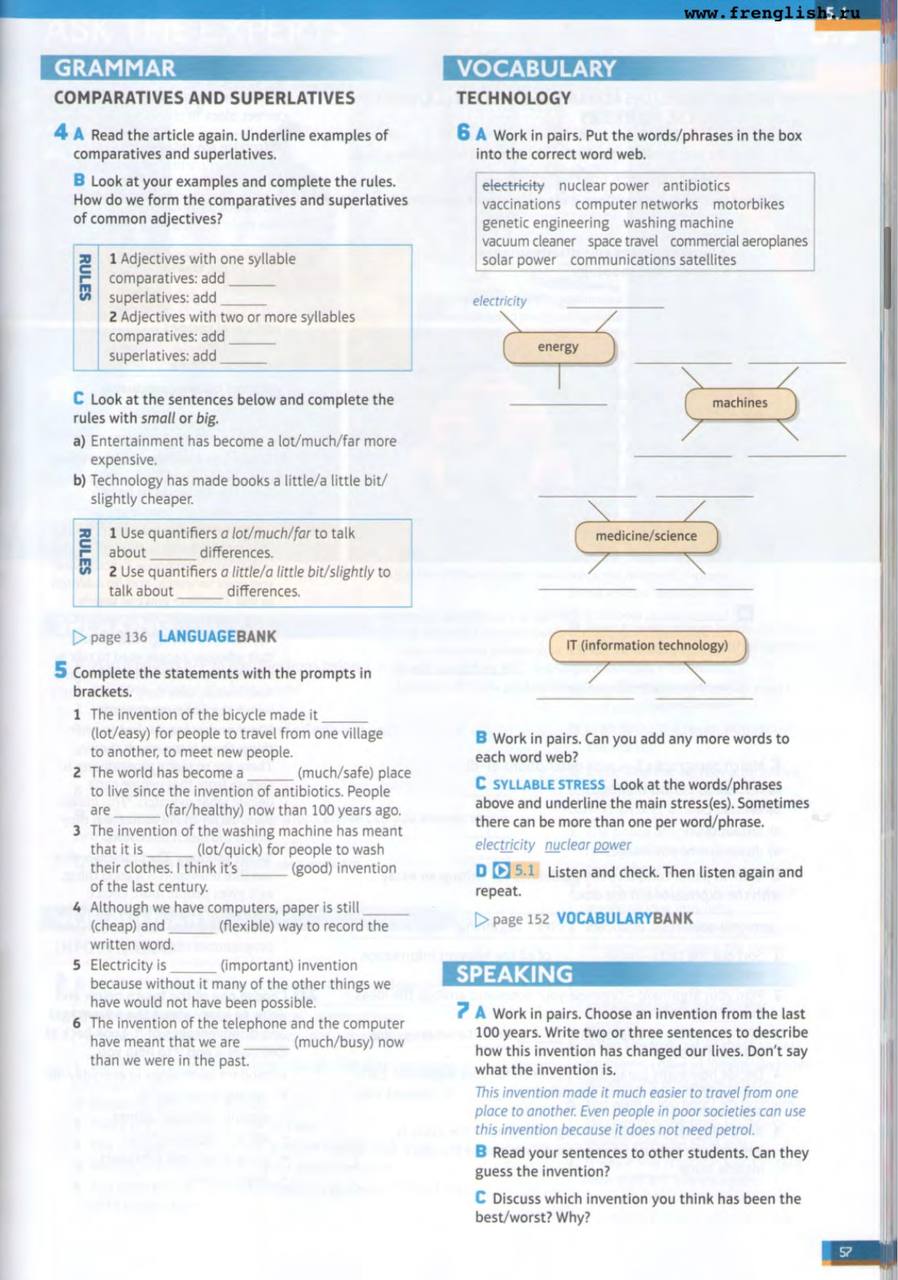 www.frenglish.ru
5.1
GRAMMAR
COMPARATIVES AND SUPERLATIVES
4 A Read the article again. Underline examples of
comparatives and superlatives.
B Look at your examples and complete the rules.
How do we form the comparatives and superlatives
of common adjectives?
RULES
1 Adjectives with one syllable
comparatives: add ______
superlatives: add ______
2 Adjectives with two or more syllables
comparatives: add ______
superlatives: add ______
C Look at the sentences below and complete the
rules with small or big.
a) Entertainment has become a lot/much/far more
expensive.
b) Technology has made books a little/a little bit/
slightly cheaper.
RULES
1 Use quantifiers a lot/much/far to talk
about ______ differences.
2 Use quantifiers a little/a little bit/slightly to
talk about ______ differences.
page 136 LANGUAGEBANK
5 Complete the statements with the prompts in
brackets.
1 The invention of the bicycle made it ______
(lot/easy) for people to travel from one village
to another, to meet new people.
2 The world has become a ______ (much/safe) place
to live since the invention of antibiotics. People
are ______ (far/healthy) now than 100 years ago.
3 The invention of the washing machine has meant
that it is ______ (lot/quick) for people to wash
their clothes. I think it's ______ (good) invention
of the last century.
4 Although we have computers, paper is still ______
(cheap) and ______ (flexible) way to record the
written word.
5 Electricity is ______ (important) invention
because without it many of the other things we
have would not have been possible.
6 The invention of the telephone and the computer
have meant that we are ______ (much/busy) now
than we were in the past.
VOCABULARY
TECHNOLOGY
6 A Work in pairs. Put the words/phrases in the box
into the correct word web.
electricity nuclear power antibiotics
vaccinations computer networks motorbikes
genetic engineering washing machine
vacuum cleaner space travel commercial aeroplanes
solar power communications satellites
electricity
energy
machines
medicine/science
IT (information technology)
B Work in pairs. Can you add any more words to
each word web?
C SYLLABLE STRESS Look at the words/phrases
above and underline the main stress(es). Sometimes
there can be more than one per word/phrase.
electricity nuclear power
D 5.1 Listen and check. Then listen again and
repeat.
page 152 VOCABULARYBANK
SPEAKING
7 A Work in pairs. Choose an invention from the last
100 years. Write two or three sentences to describe
how this invention has changed our lives. Don't say
what the invention is.
This invention made it much easier to travel from one
place to another. Even people in poor societies can use
this invention because it does not need petrol.
B Read your sentences to other students. Can they
guess the invention?
C Discuss which invention you think has been the
best/worst? Why?
57